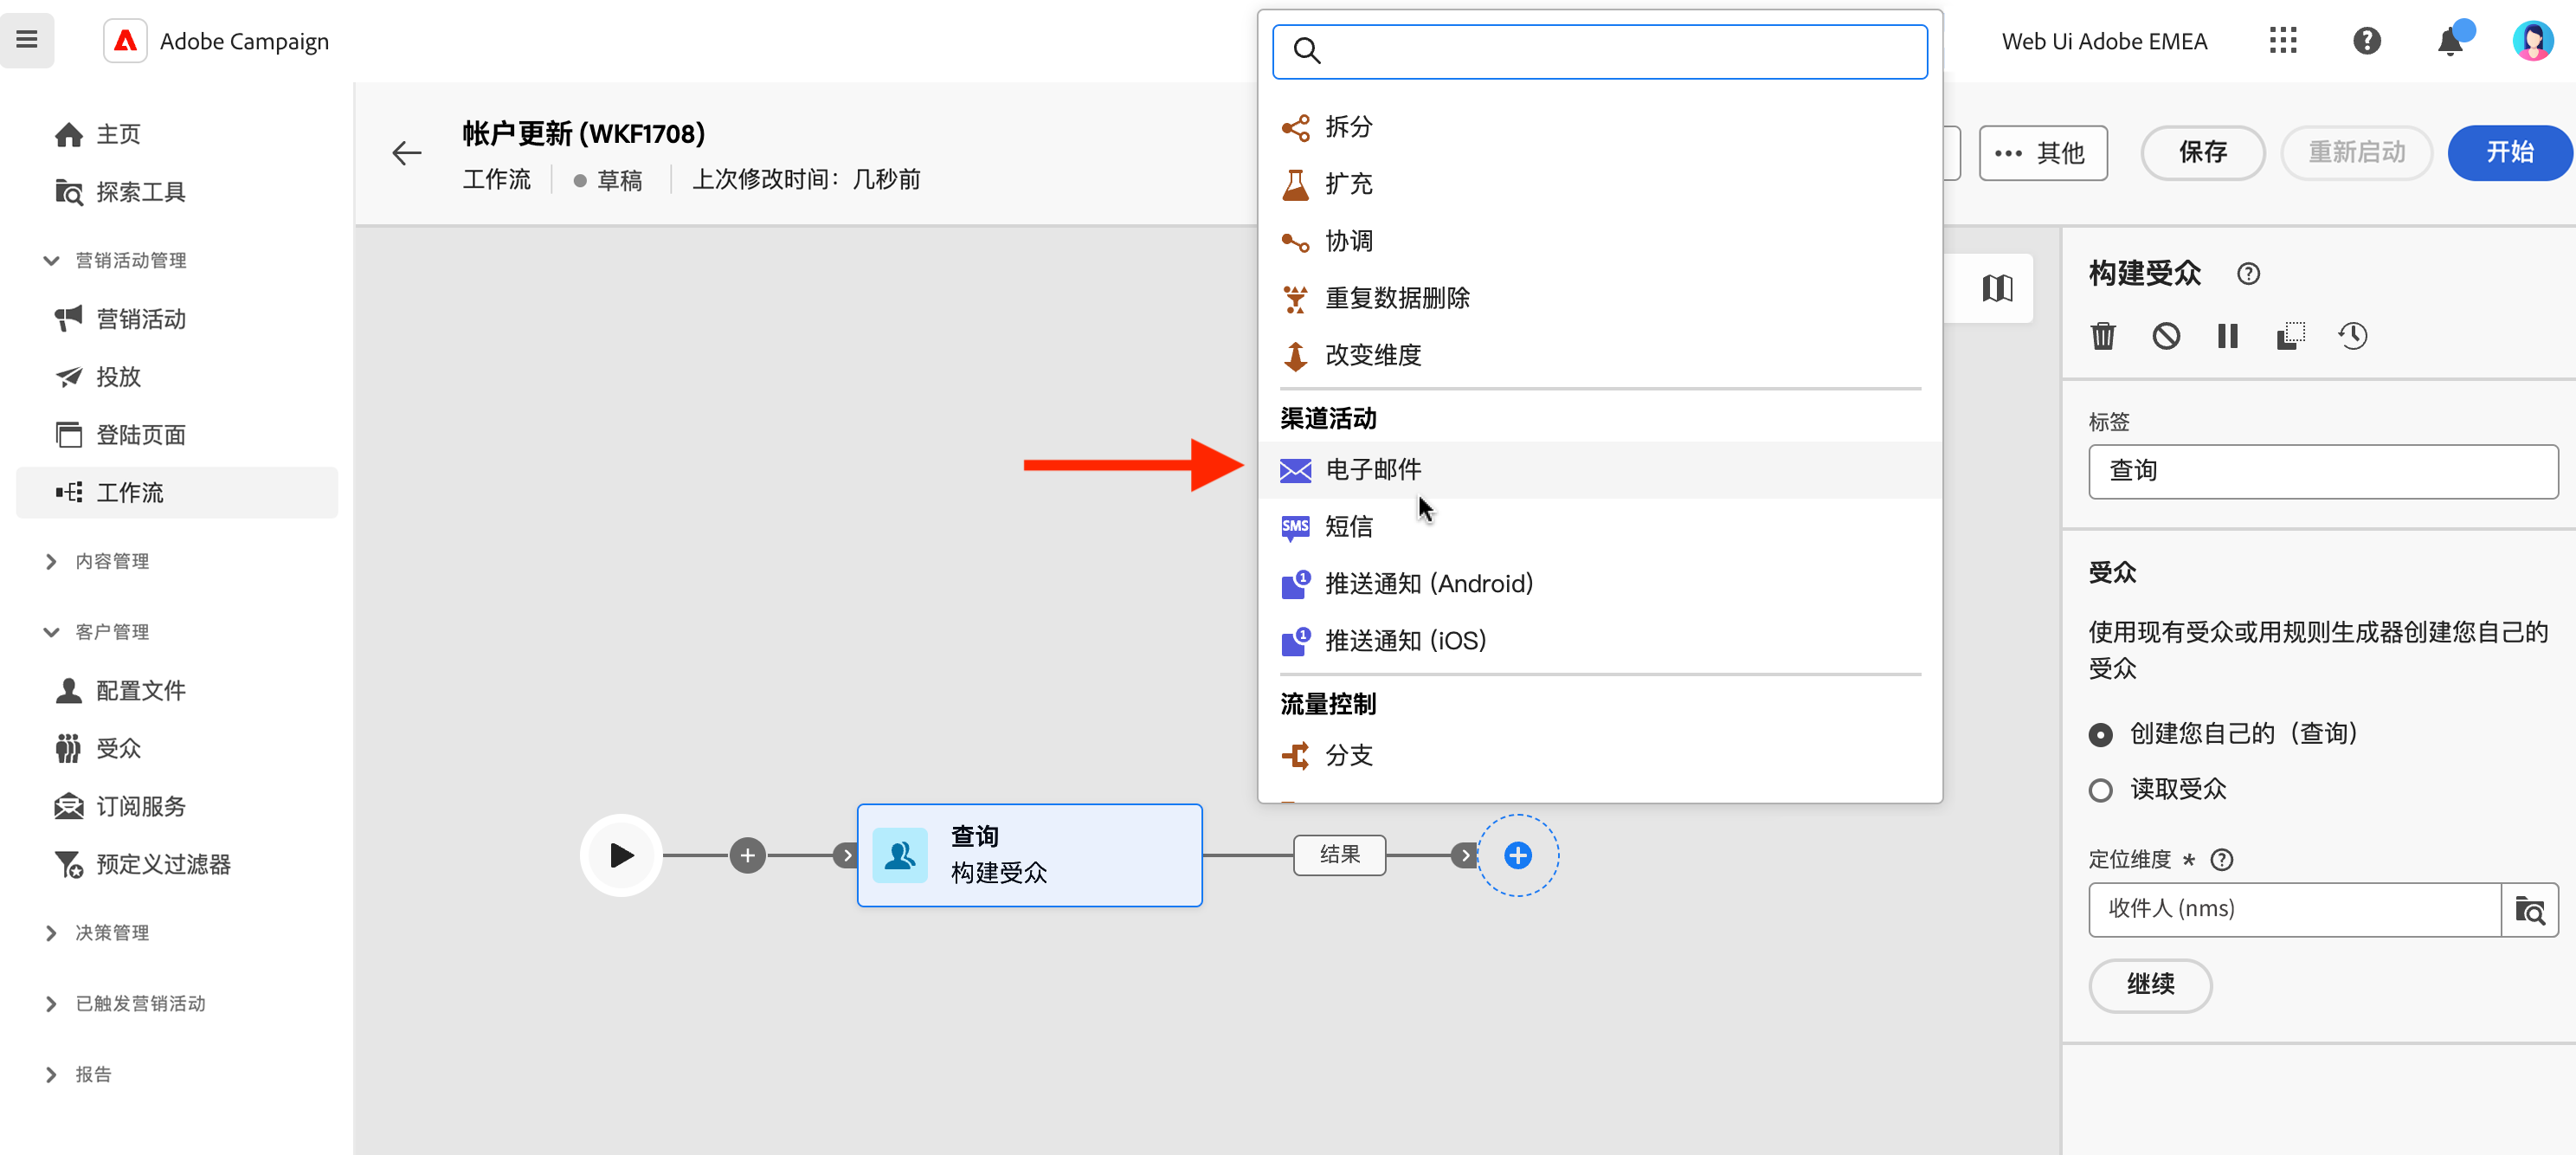 Adobe Campaign
Web Ui Adobe EMEA
主页
探索工具
营销活动管理
营销活动
投放
登陆页面
工作流
内容管理
客户管理
配置文件
受众
订阅服务
预定义过滤器
决策管理
已触发营销活动
报告
帐户更新 (WKF1708)
工作流
草稿
上次修改时间：几秒前
其他
保存
重新启动
开始
拆分
扩充
协调
重复数据删除
改变维度
渠道活动
电子邮件
SMS 短信
1 推送通知 (Android)
1 推送通知 (iOS)
流量控制
分支
查询
构建受众
结果
构建受众
标签
查询
受众
使用现有受众或用规则生成器创建您自己的
受众
创建您自己的（查询）
读取受众
定位维度 *
收件人 (nms)
继续